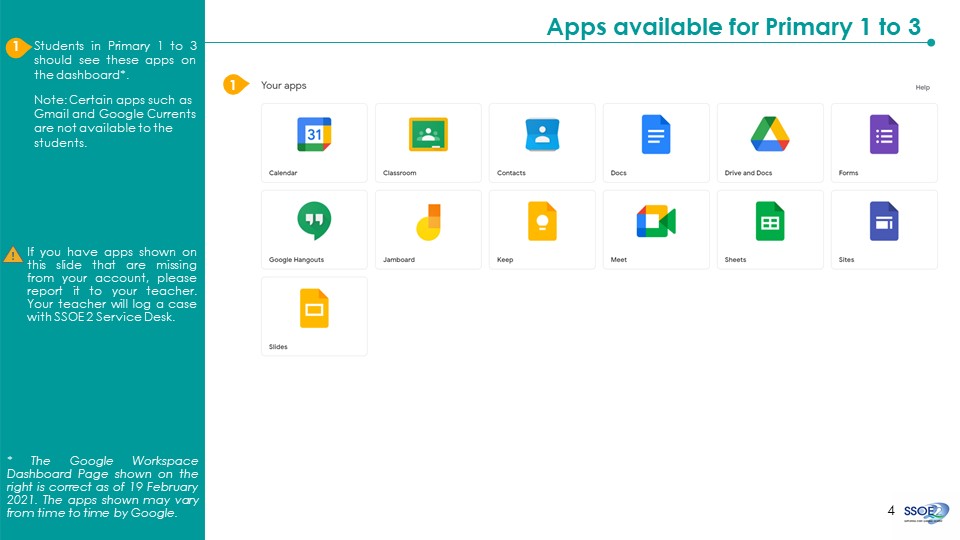 Apps available for Primary 1 to 3
1
Students in Primary 1 to 3
should see these apps on
the dashboard*.
Note: Certain apps such as
Gmail and Google Currents
are not available to the
students.
If you have apps shown on
this slide that are missing
from your account, please
report it to your teacher.
Your teacher will log a case
with SSOE2 Service Desk.
* The Google Workspace
Dashboard Page shown on the
right is correct as of 19 February
2021. The apps shown may vary
from time to time by Google.
1
Your apps
Help
31
Calendar
Classroom
Contacts
Docs
Drive and Docs
Forms
Google Hangouts
Jamboard
Keep
Meet
Sheets
Sites
Slides
4
SSOE2